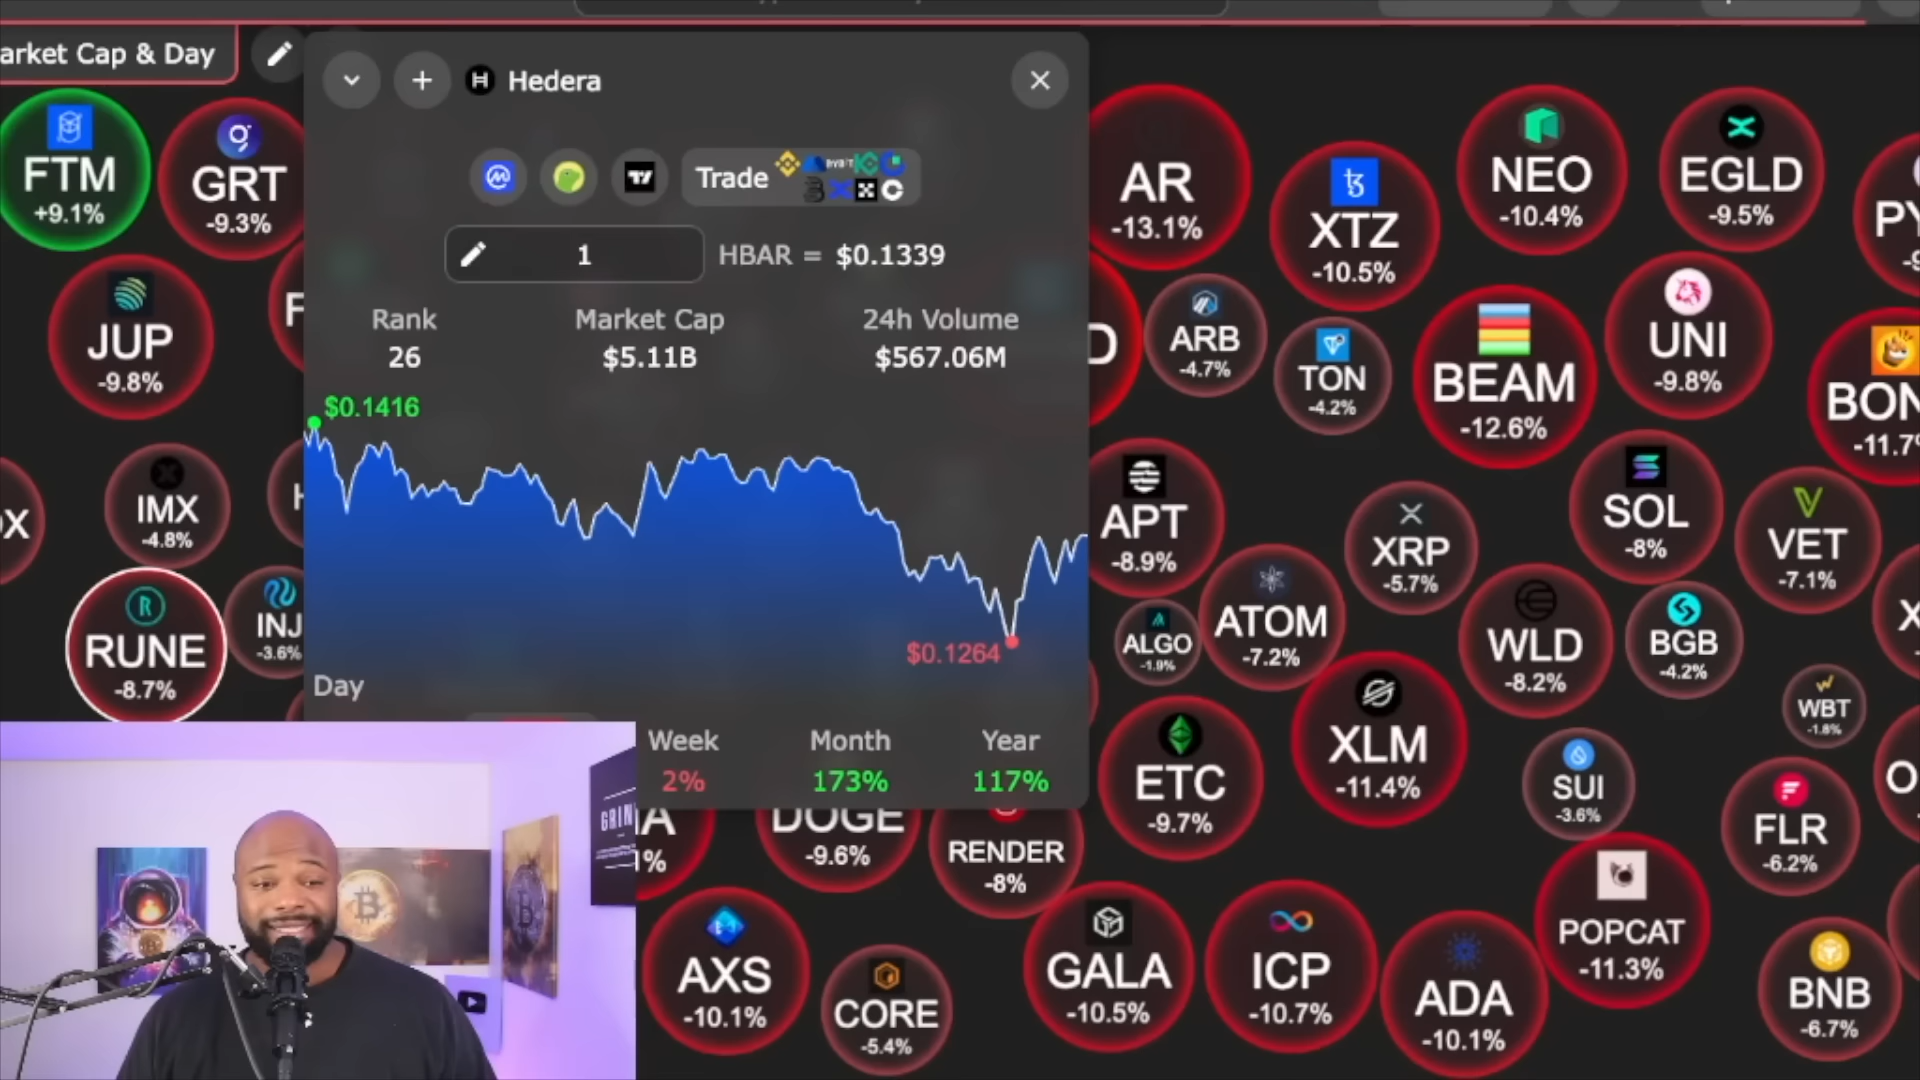 arket Cap & Day
Hedera
Trade
BYBIT
1
HBAR = $0.1339
Rank
Market Cap
24h Volume
26
$5.11B
$567.06M
$0.1416
$0.1264
Day
Week
Month
Year
2%
173%
117%
FTM
+9.1%
GRT
-9.3%
JUP
-9.8%
IMX
-4.8%
RUNE
-8.7%
INJ
-3.6%
AR
-13.1%
XTZ
-10.5%
NEO
-10.4%
EGLD
-9.5%
ARB
-4.7%
TON
-4.2%
BEAM
-12.6%
UNI
-9.8%
BON
-11.7%
APT
-8.9%
XRP
-5.7%
SOL
-8%
VET
-7.1%
ALGO
-1.9%
ATOM
-7.2%
WLD
-8.2%
BGB
-4.2%
WBT
-1.8%
ETC
-9.7%
XLM
-11.4%
SUI
-3.6%
FLR
-6.2%
DOGE
-9.6%
RENDER
-8%
POPCAT
-11.3%
AXS
-10.1%
CORE
-5.4%
GALA
-10.5%
ICP
-10.7%
ADA
-10.1%
BNB
-6.7%
GRIN